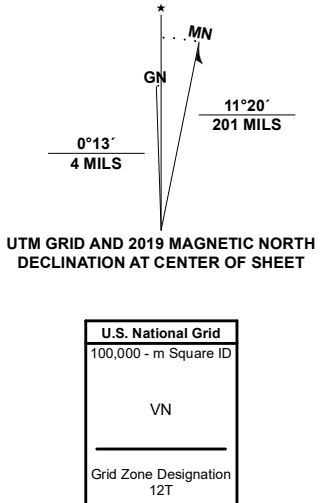 ★
MN
GN
11°20´
201 MILS
0°13´
4 MILS
UTM GRID AND 2019 MAGNETIC NORTH
DECLINATION AT CENTER OF SHEET
U.S. National Grid
100,000 - m Square ID
VN
Grid Zone Designation
12T